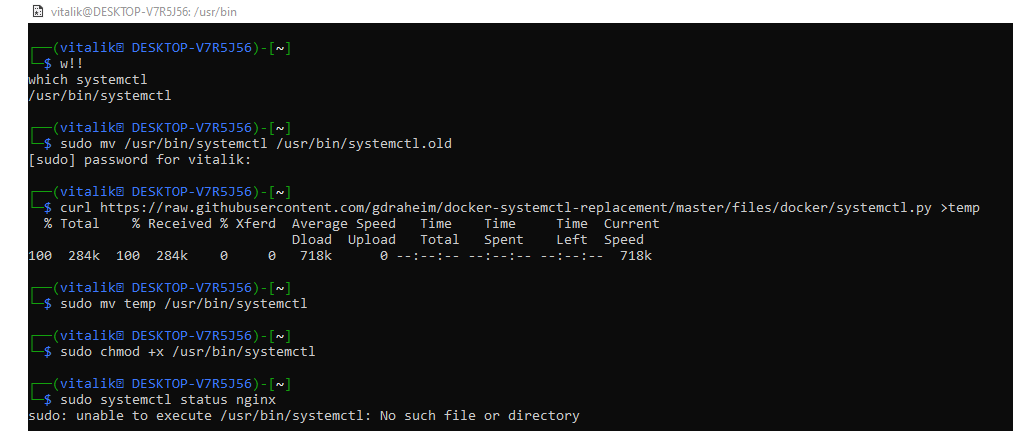 vitalik@DESKTOP-V7R5J56: /usr/bin
┌──(vitalik㉿ DESKTOP-V7R5J56)-[~]
└─$ w!!
which systemctl
/usr/bin/systemctl
┌──(vitalik㉿ DESKTOP-V7R5J56)-[~]
└─$ sudo mv /usr/bin/systemctl /usr/bin/systemctl.old
[sudo] password for vitalik:
┌──(vitalik㉿ DESKTOP-V7R5J56)-[~]
└─$ curl https://raw.githubusercontent.com/gdraheim/docker-systemctl-replacement/master/files/docker/systemctl.py >temp
  % Total    % Received % Xferd  Average Speed   Time    Time     Time  Current
                                 Dload  Upload   Total   Spent    Left  Speed
100  284k  100  284k    0     0   718k      0 --:--:-- --:--:-- --:--:--  718k
┌──(vitalik㉿ DESKTOP-V7R5J56)-[~]
└─$ sudo mv temp /usr/bin/systemctl
┌──(vitalik㉿ DESKTOP-V7R5J56)-[~]
└─$ sudo chmod +x /usr/bin/systemctl
┌──(vitalik㉿ DESKTOP-V7R5J56)-[~]
└─$ sudo systemctl status nginx
sudo: unable to execute /usr/bin/systemctl: No such file or directory